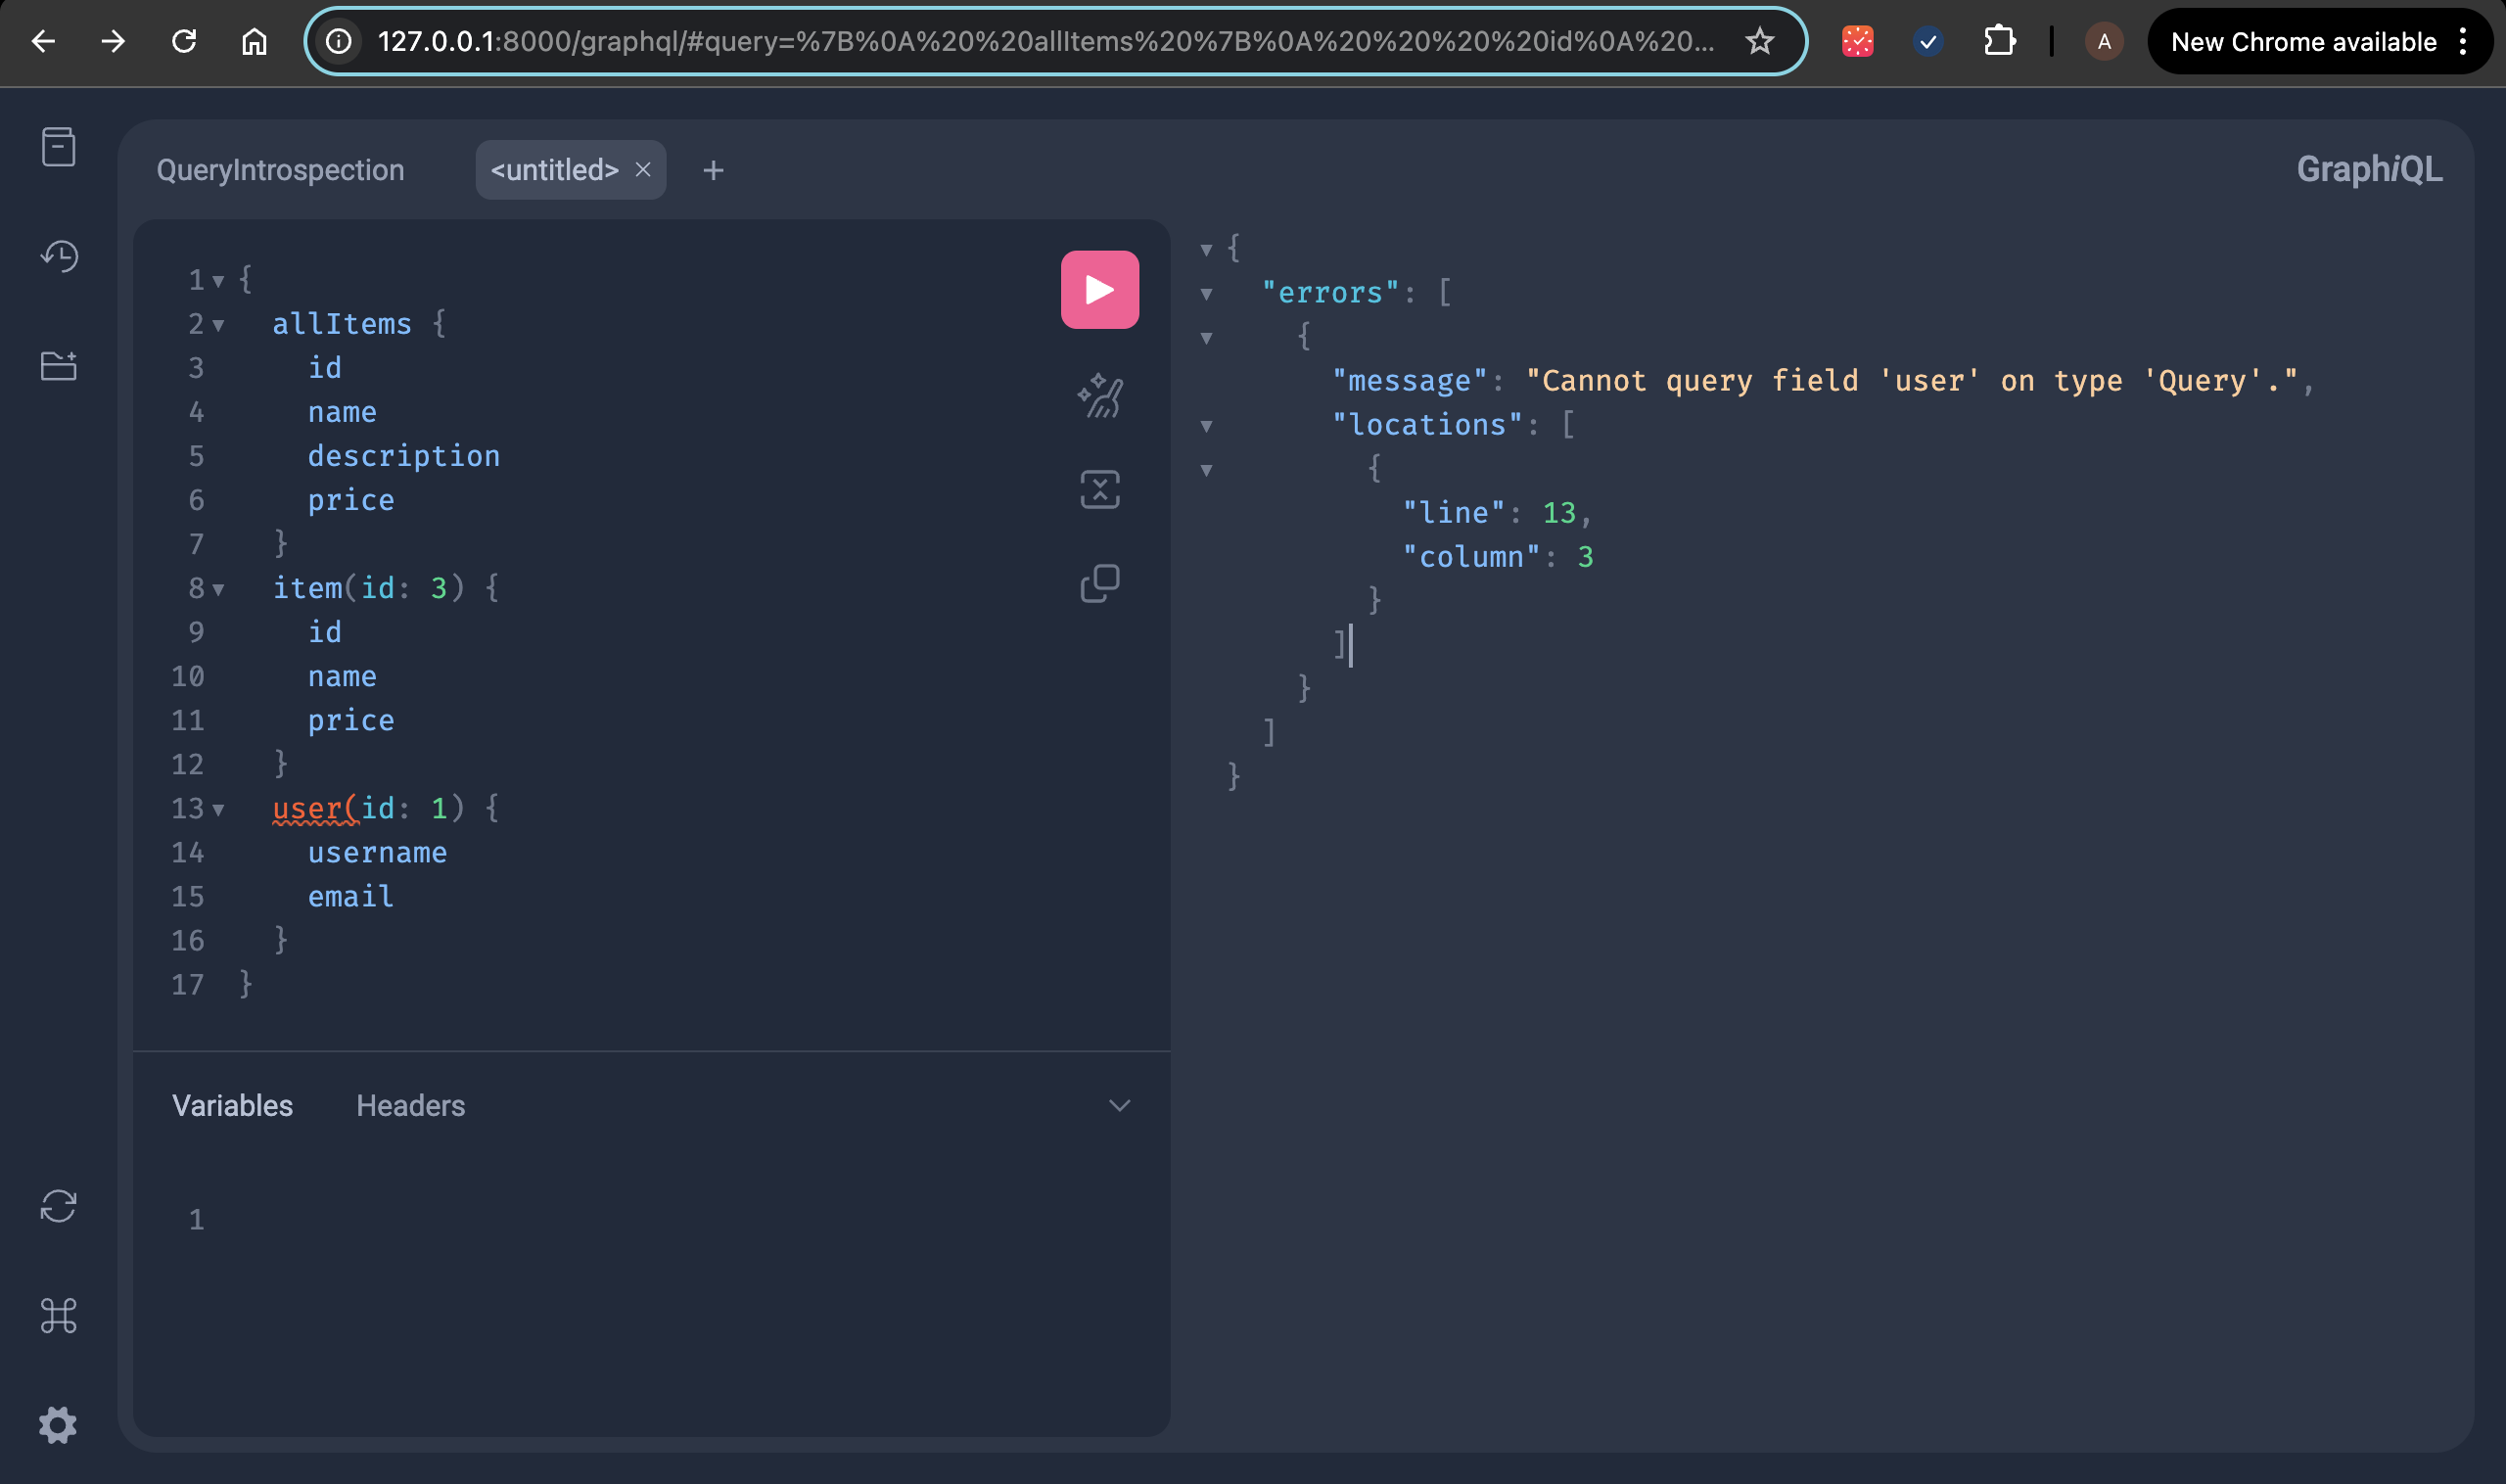 127.0.0.1:8000/graphql/#query=%7B%0A%20%20allItems%20%7B%0A%20%20%20%20id%0A%20...
A
New Chrome available
QueryIntrospection
<untitled>
GraphiQL
1 {
2 allItems {
3 id
4 name
5 description
6 price
7 }
8 item(id: 3) {
9 id
10 name
11 price
12 }
13 user(id: 1) {
14 username
15 email
16 }
17 }
Variables Headers
1
{
"errors": [
{
"message": "Cannot query field 'user' on type 'Query'.",
"locations": [
{
"line": 13,
"column": 3
}
]
}
]
}